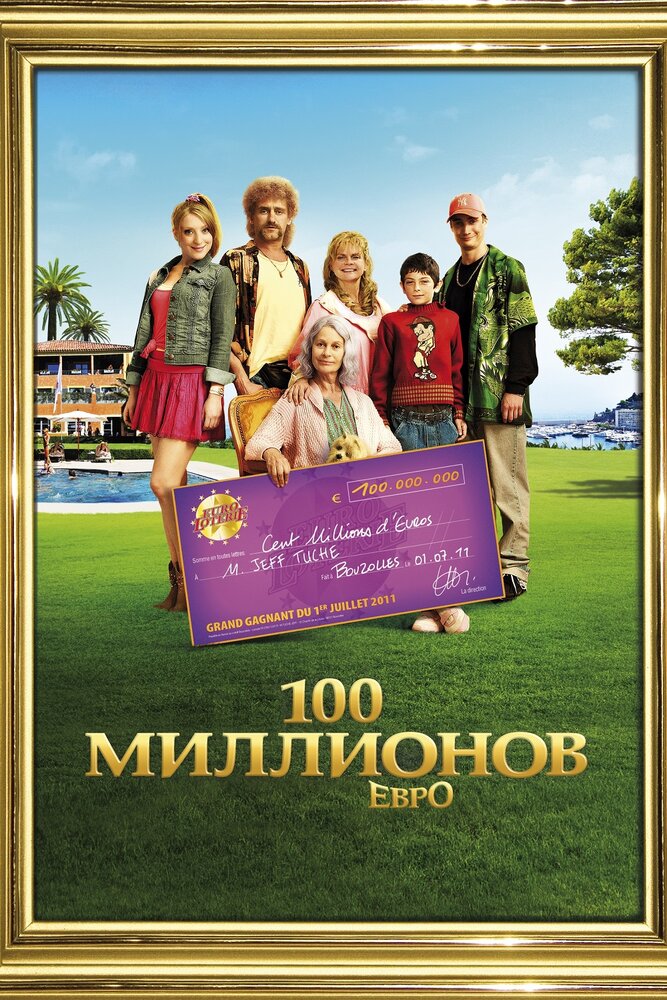 € 100.000.000
EURO
LOTERIE
Somme en toutes lettres Cent Millions d'Euros
À M. JEFF TUCHE
Fait à BOUZOLLES Le 01.07.11
La direction
GRAND GAGNANT DU 1ER JUILLET 2011
100
МИЛЛИОНОВ
ЕВРО